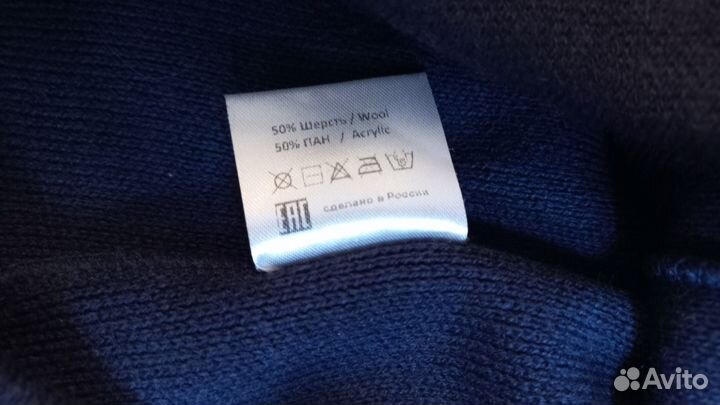 50% Шерсть / Wool
50% ПАН / Acrylic
EAC сделано в России
Avito